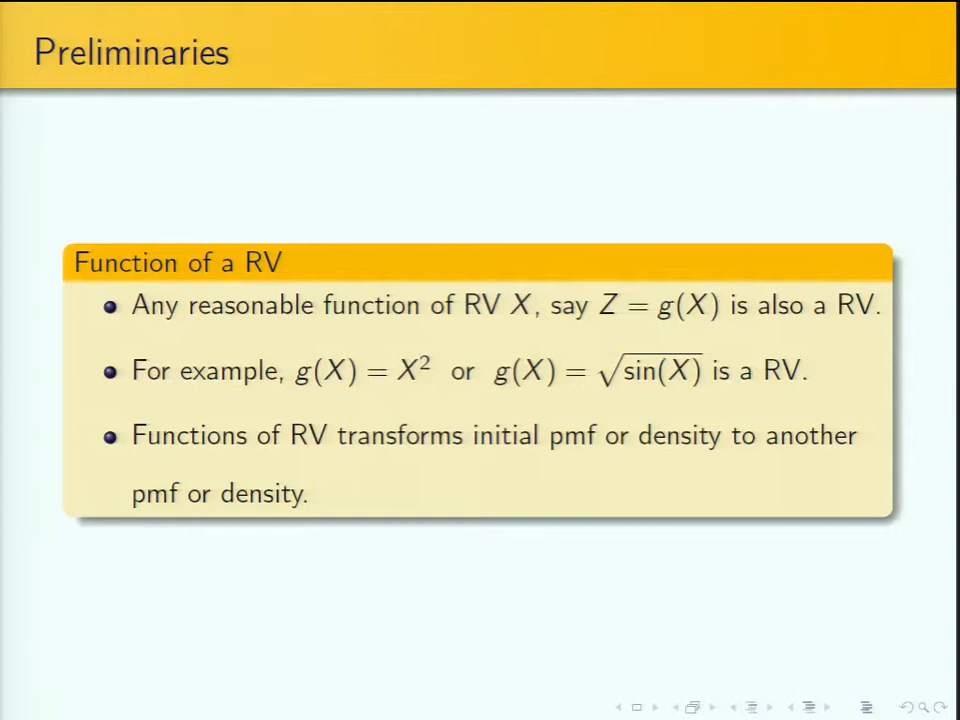 Preliminaries
Function of a RV
Any reasonable function of RV X, say Z = g(X) is also a RV.
For example, g(X) = X² or g(X) = √sin(X) is a RV.
Functions of RV transforms initial pmf or density to another
pmf or density.